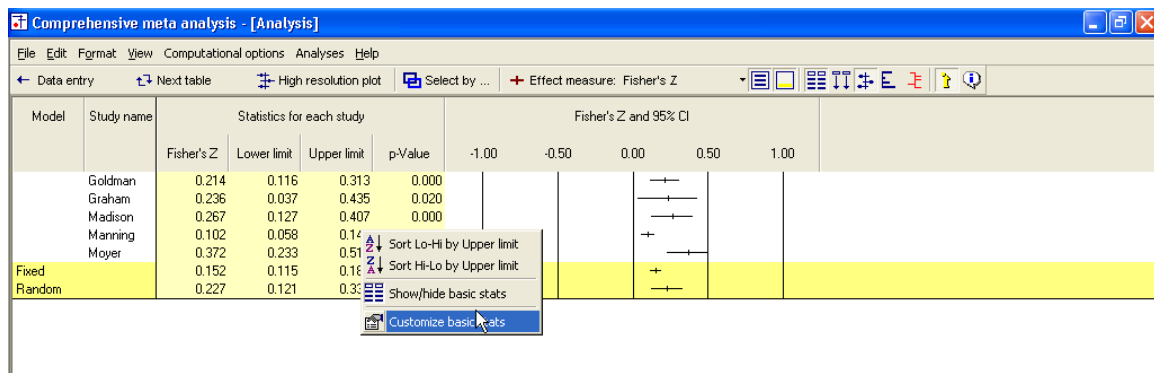 Comprehensive meta analysis - [Analysis]
File Edit Format View Computational options Analyses Help
Data entry Next table High resolution plot Select by ... Effect measure: Fisher's Z
Model Study name Statistics for each study Fisher's Z and 95% CI
Fisher's Z Lower limit Upper limit p-Value -1.00 -0.50 0.00 0.50 1.00
Goldman 0.214 0.116 0.313 0.000
Graham 0.236 0.037 0.435 0.020
Madison 0.267 0.127 0.407 0.000
Manning 0.102 0.058
Moyer 0.372 0.233
Fixed 0.152 0.115
Random 0.227 0.121
Sort Lo-Hi by Upper limit
Sort Hi-Lo by Upper limit
Show/hide basic stats
Customize basic stats